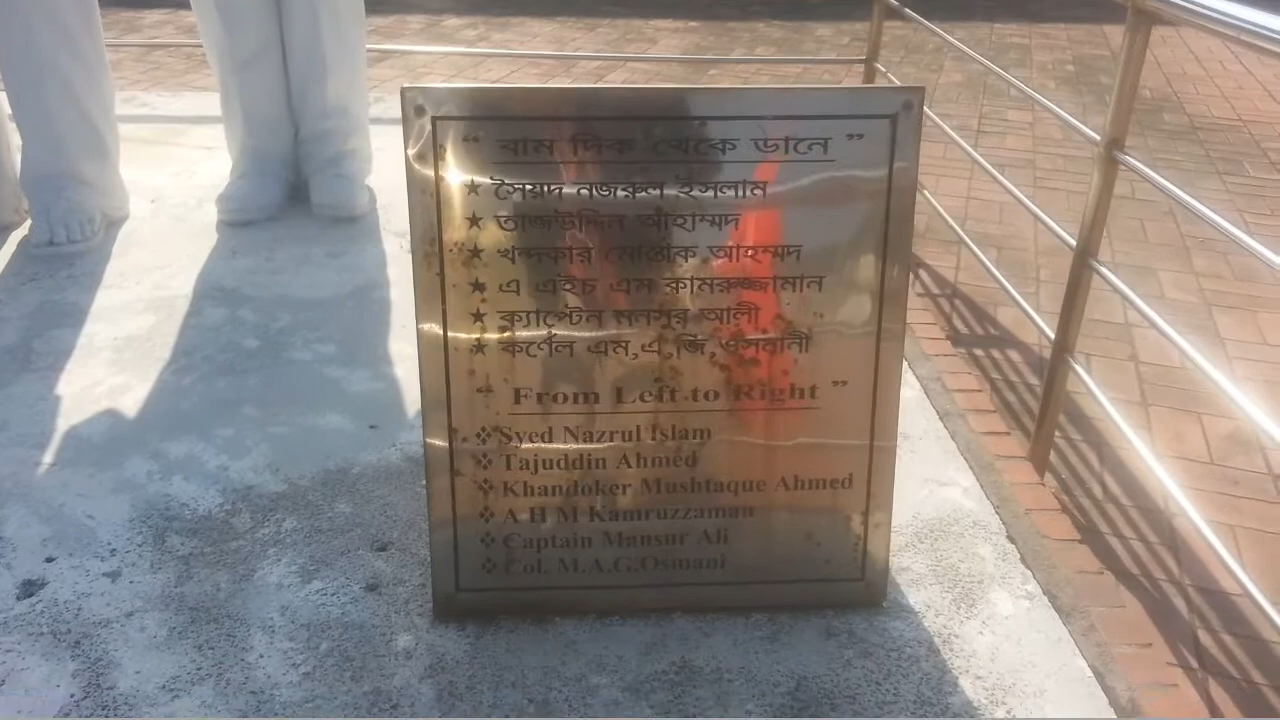 “ বাম দিক থেকে ডানে ”
★ সৈয়দ নজরুল ইসলাম
★ তাজউদ্দিন আহাম্মদ
★ খন্দকার মোস্তাক আহম্মদ
★ এ এইচ এম কামরুজ্জামান
★ ক্যাপ্টেন মনসুর আলী
★ কর্ণেল এম,এ,জি,ওসমানী
“ From Left to Right ”
❖ Syed Nazrul Islam
❖ Tajuddin Ahmed
❖ Khandoker Mushtaque Ahmed
❖ A H M Kamruzzaman
❖ Captain Mansur Ali
❖ Col. M.A.G.Osmani